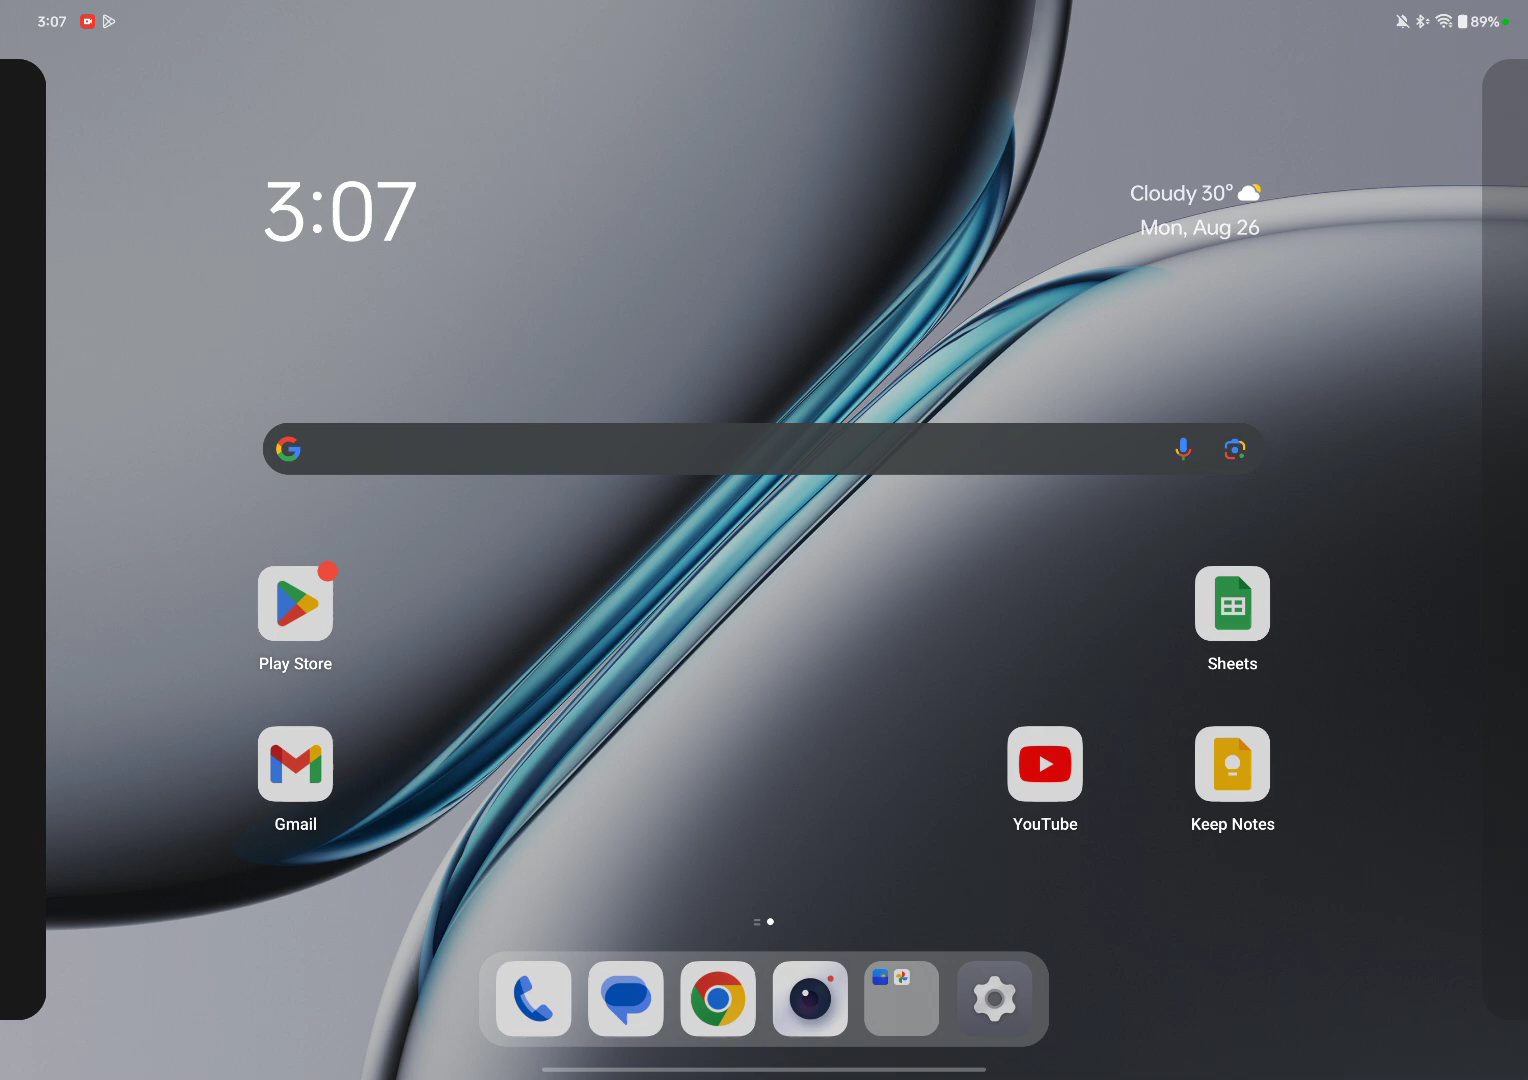 3:07
89%
3:07
Cloudy 30°
Mon, Aug 26
Play Store
Sheets
Gmail
YouTube
Keep Notes